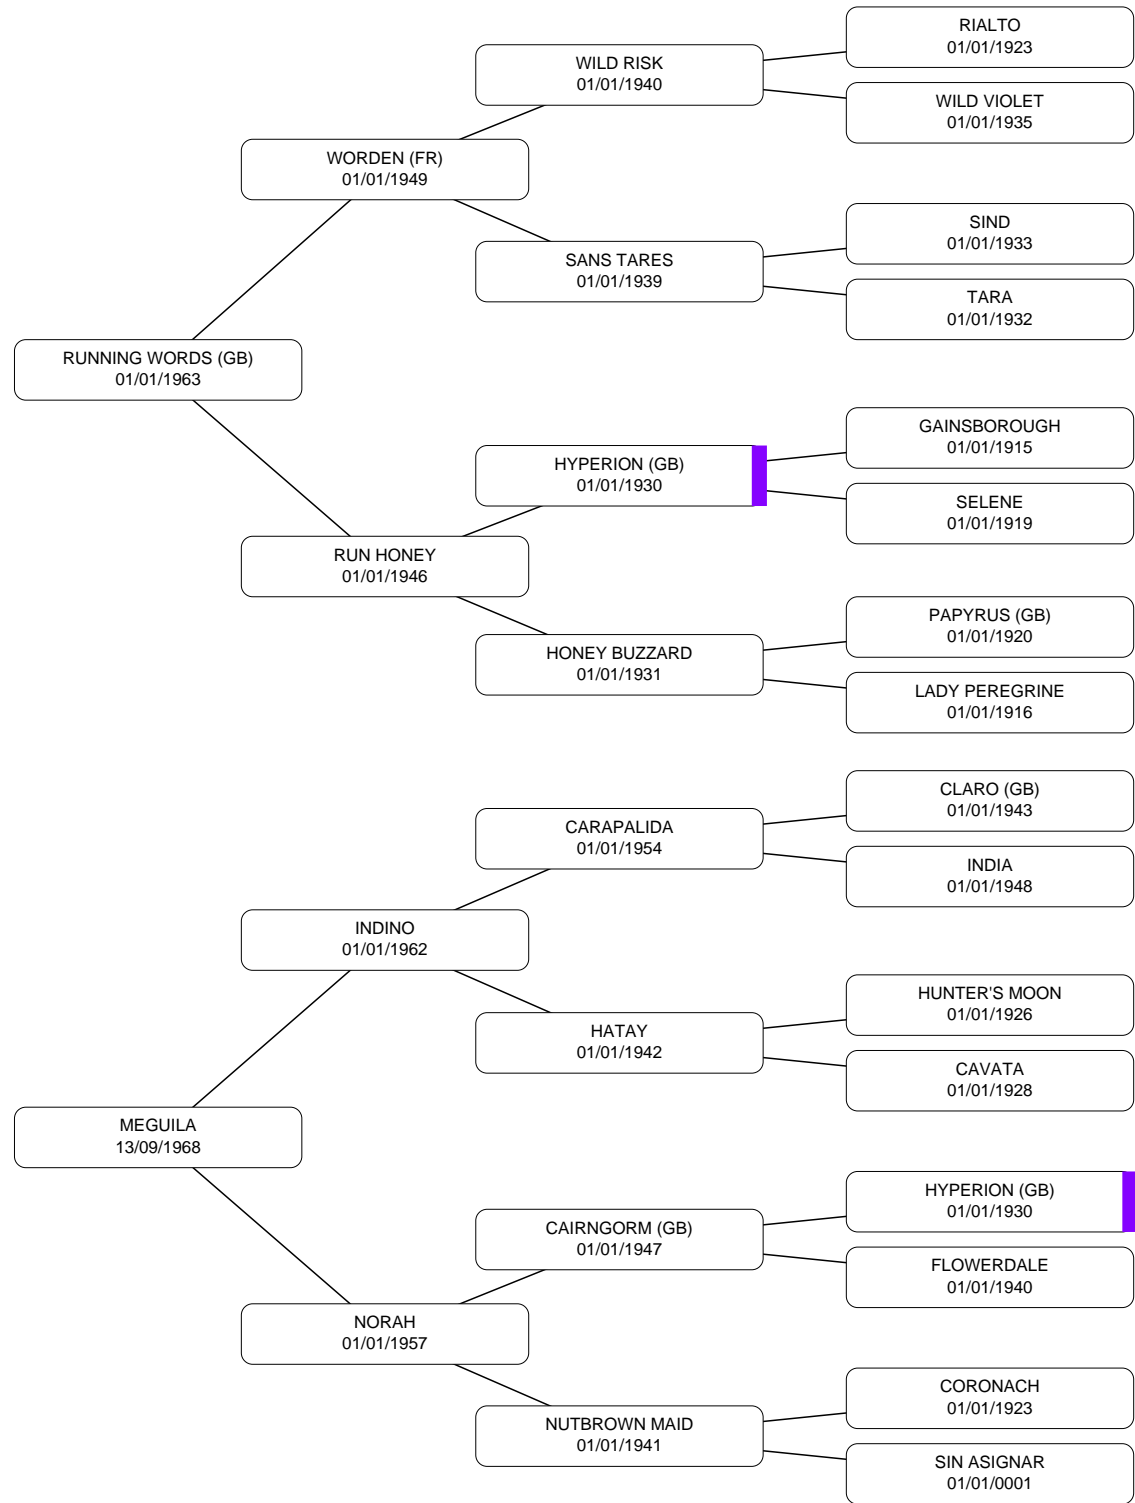 RIALTO
01/01/1923
WILD RISK
01/01/1940
WILD VIOLET
01/01/1935
WORDEN (FR)
01/01/1949
SIND
01/01/1933
SANS TARES
01/01/1939
TARA
01/01/1932
RUNNING WORDS (GB)
01/01/1963
GAINSBOROUGH
01/01/1915
HYPERION (GB)
01/01/1930
SELENE
01/01/1919
RUN HONEY
01/01/1946
PAPYRUS (GB)
01/01/1920
HONEY BUZZARD
01/01/1931
LADY PEREGRINE
01/01/1916
CLARO (GB)
01/01/1943
CARAPALIDA
01/01/1954
INDIA
01/01/1948
INDINO
01/01/1962
HUNTER'S MOON
01/01/1926
HATAY
01/01/1942
CAVATA
01/01/1928
MEGUILA
13/09/1968
HYPERION (GB)
01/01/1930
CAIRNGORM (GB)
01/01/1947
FLOWERDALE
01/01/1940
NORAH
01/01/1957
CORONACH
01/01/1923
NUTBROWN MAID
01/01/1941
SIN ASIGNAR
01/01/0001